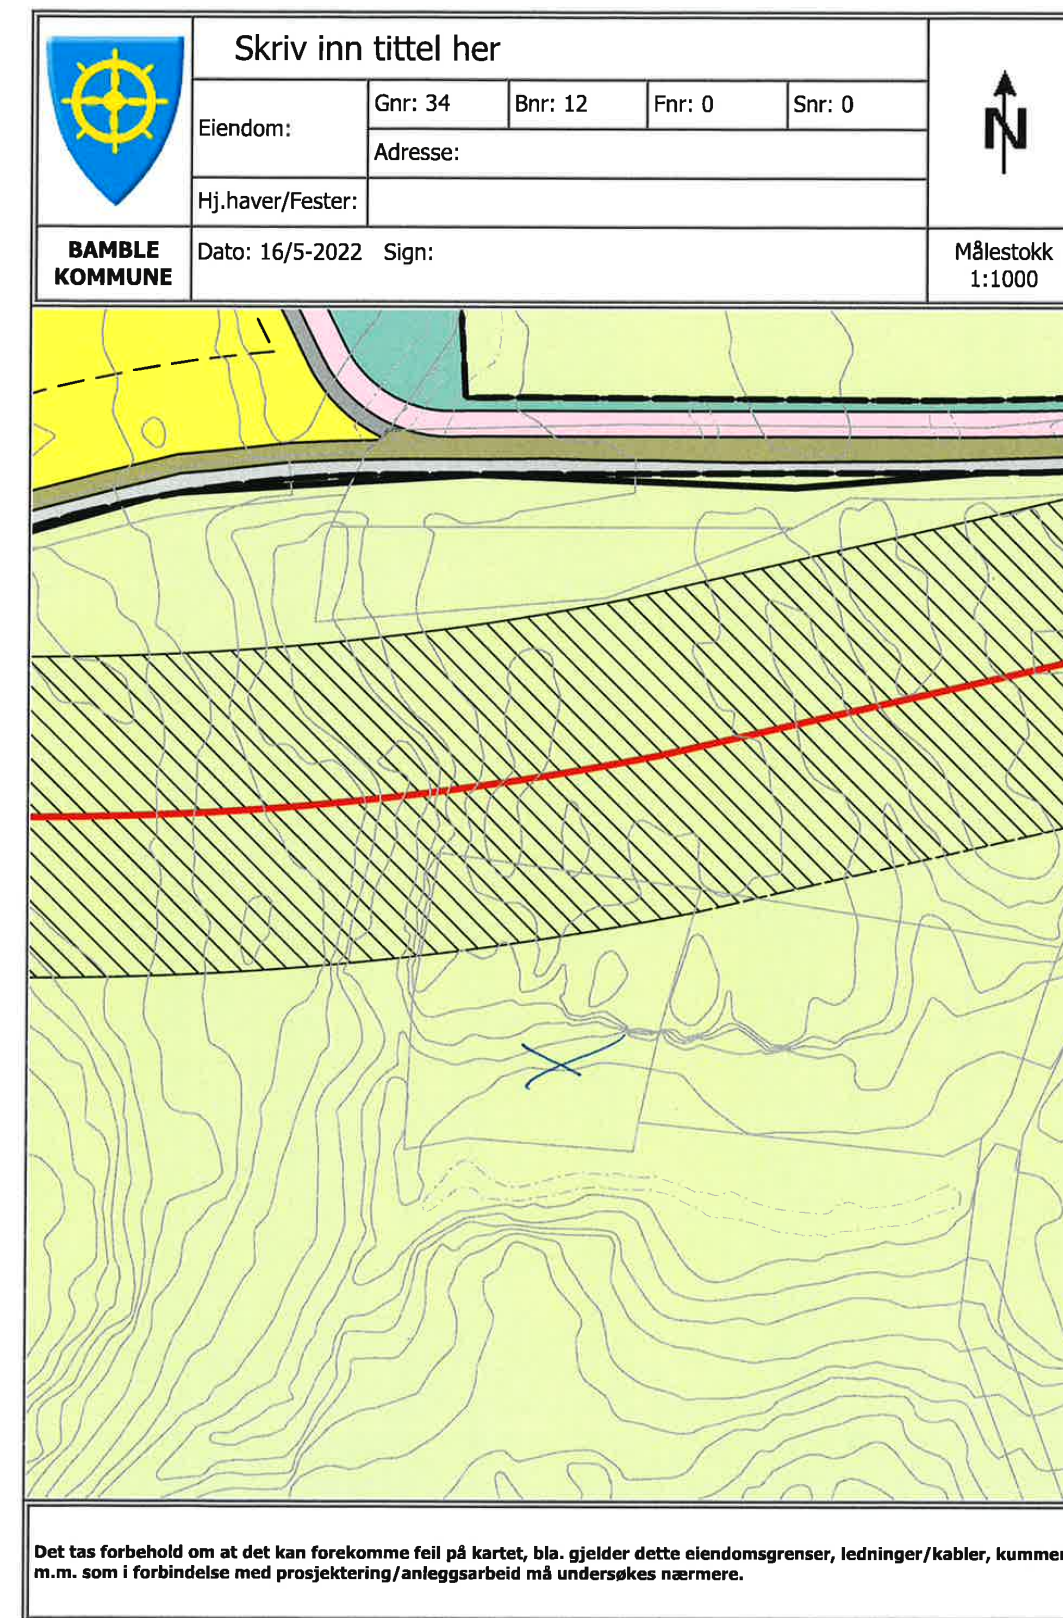 Skriv inn tittel her
Eiendom:
Gnr: 34
Bnr: 12
Fnr: 0
Snr: 0
Adresse:
Hj.haver/Fester:
N
BAMBLE
KOMMUNE
Dato: 16/5-2022 Sign:
Målestokk
1:1000
Det tas forbehold om at det kan forekomme feil på kartet, bla. gjelder dette eiendomsgrenser, ledninger/kabler, kummer
m.m. som i forbindelse med prosjektering/anleggsarbeid må undersøkes nærmere.